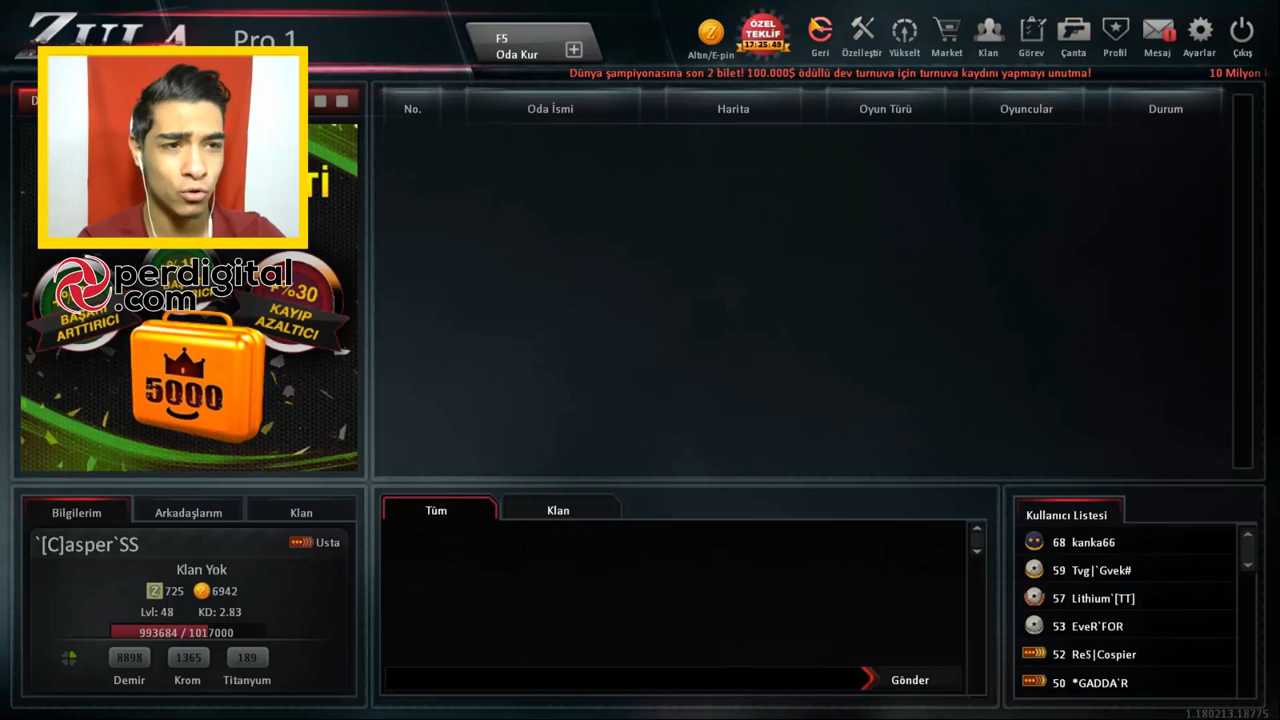 ZULA
Pro 1
F5
Oda Kur
Altın/E-pin
ÖZEL
TEKLİF
17:25:49
Geri
Özelleştir
Yükselt
Market
Klan
Görev
Çanta
Profil
Mesaj
Ayarlar
Çıkış
Dünya şampiyonasına son 2 bilet! 100.000$ ödüllü dev turnuva için turnuva kaydını yapmayı unutma!
10 Milyon
No.
Oda İsmi
Harita
Oyun Türü
Oyuncular
Durum
perdigital
.com
BAŞARI
ARTTIRICI
%30
KAYIP
AZALTICI
5000
Bilgilerim
Arkadaşlarım
Klan
`[C]asper`SS
Usta
Klan Yok
725
6942
Lvl: 48
KD: 2.83
993684 / 1017000
8898
1365
189
Demir
Krom
Titanyum
Tüm
Klan
Gönder
Kullanıcı Listesi
68 kanka66
59 Tvg|`Gvek#
57 Lithium`[TT]
53 EveR`FOR
52 ReS|Cospier
50 *GADDA`R
1.180213.18775